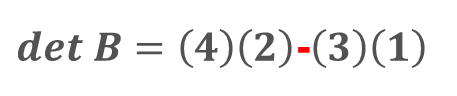 det B = (4)(2)-(3)(1)